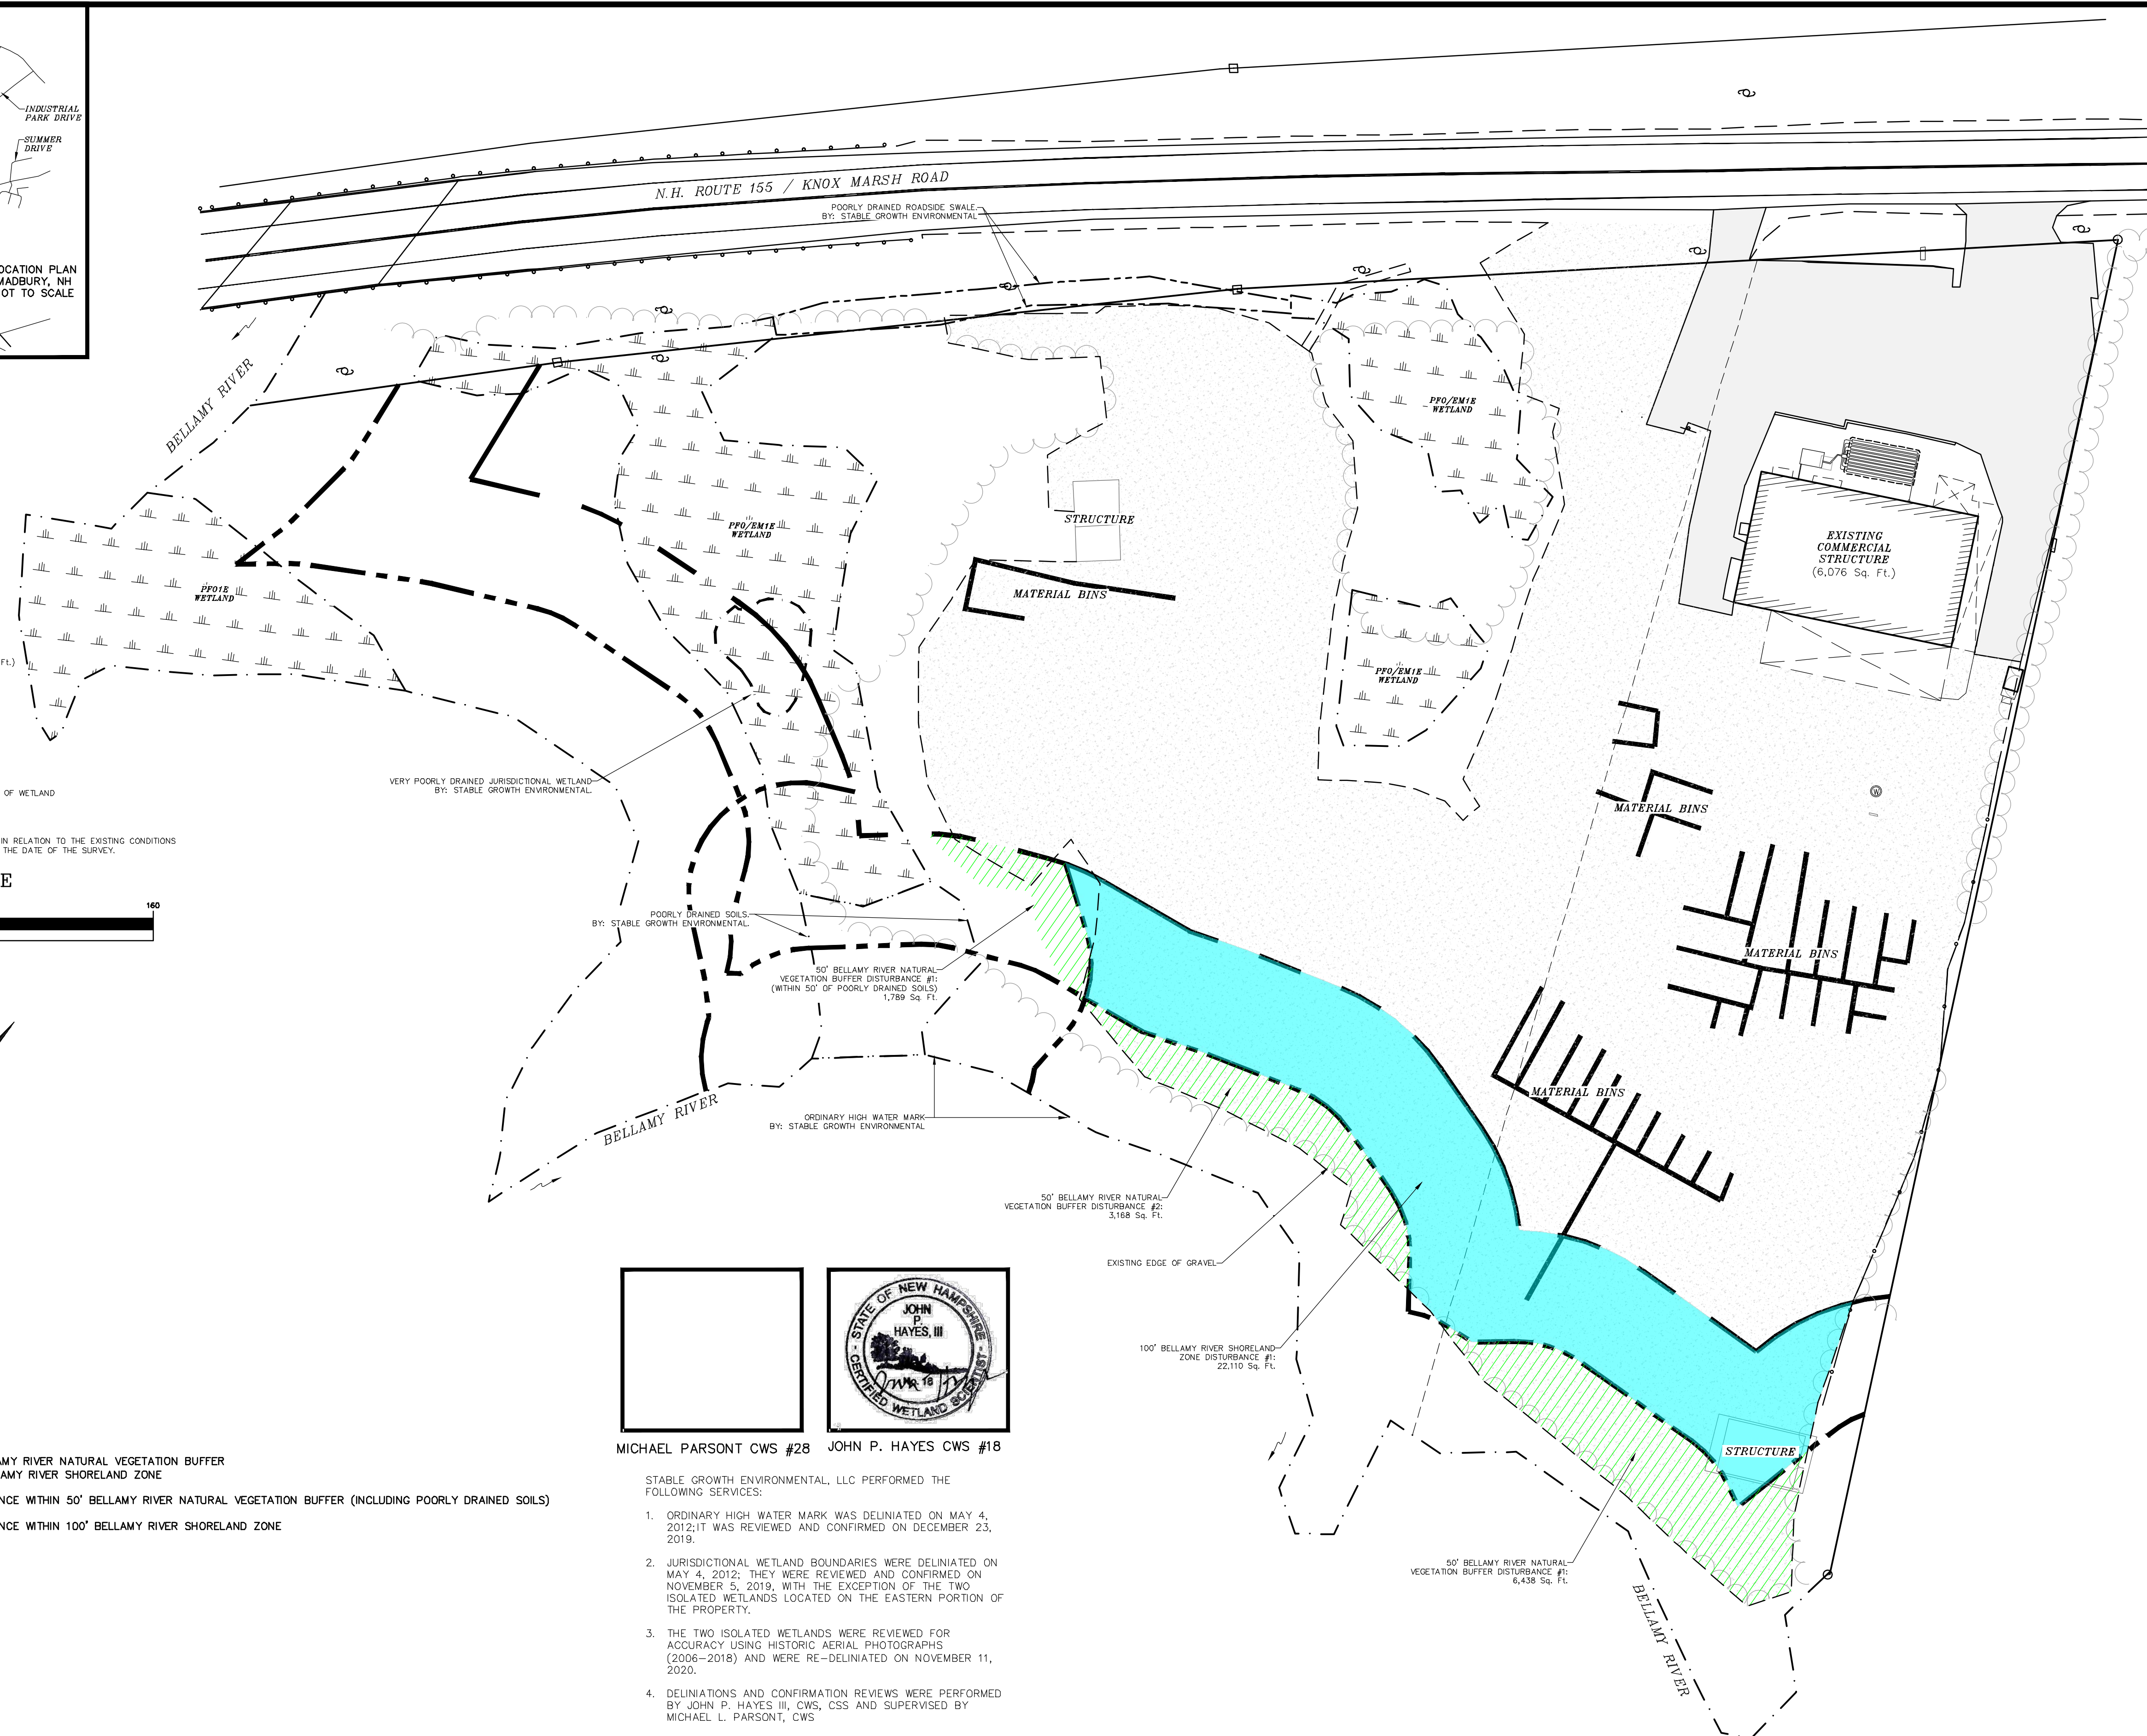 INDUSTRIAL
PARK DRIVE
SUMMER
DRIVE
OCATION PLAN
MADBURY, NH
OT TO SCALE
N.H. ROUTE 155 / KNOX MARSH ROAD
POORLY DRAINED ROADSIDE SWALE.
BY: STABLE GROWTH ENVIRONMENTAL
BELLAMY RIVER
PFO/EM1E
WETLAND
PFO/EM1E
WETLAND
STRUCTURE
EXISTING
COMMERCIAL
STRUCTURE
(6,076 Sq. Ft.)
PFO1E
WETLAND
MATERIAL BINS
Ft.)
PFO/EM1E
WETLAND
VERY POORLY DRAINED JURISDICTIONAL WETLAND
BY: STABLE GROWTH ENVIRONMENTAL.
OF WETLAND
W
MATERIAL BINS
IN RELATION TO THE EXISTING CONDITIONS
THE DATE OF THE SURVEY.
E
160
POORLY DRAINED SOILS.
BY: STABLE GROWTH ENVIRONMENTAL.
MATERIAL BINS
50' BELLAMY RIVER NATURAL
VEGETATION BUFFER DISTURBANCE #1:
(WITHIN 50' OF POORLY DRAINED SOILS)
1,789 Sq. Ft.
MATERIAL BINS
BELLAMY RIVER
ORDINARY HIGH WATER MARK
BY: STABLE GROWTH ENVIRONMENTAL
50' BELLAMY RIVER NATURAL
VEGETATION BUFFER DISTURBANCE #2:
3,168 Sq. Ft.
EXISTING EDGE OF GRAVEL
100' BELLAMY RIVER SHORELAND
ZONE DISTURBANCE #1:
22,110 Sq. Ft.
STATE OF NEW HAMPSHIRE
JOHN
P.
HAYES, III
18
CERTIFIED WETLAND SCIENTIST
MICHAEL PARSONT CWS #28
JOHN P. HAYES CWS #18
STRUCTURE
AMY RIVER NATURAL VEGETATION BUFFER
LAMY RIVER SHORELAND ZONE
NCE WITHIN 50' BELLAMY RIVER NATURAL VEGETATION BUFFER (INCLUDING POORLY DRAINED SOILS)
NCE WITHIN 100' BELLAMY RIVER SHORELAND ZONE
STABLE GROWTH ENVIRONMENTAL, LLC PERFORMED THE
FOLLOWING SERVICES:
1. ORDINARY HIGH WATER MARK WAS DELINIATED ON MAY 4,
2012;IT WAS REVIEWED AND CONFIRMED ON DECEMBER 23,
2019.
2. JURISDICTIONAL WETLAND BOUNDARIES WERE DELINIATED ON
MAY 4, 2012; THEY WERE REVIEWED AND CONFIRMED ON
NOVEMBER 5, 2019, WITH THE EXCEPTION OF THE TWO
ISOLATED WETLANDS LOCATED ON THE EASTERN PORTION OF
THE PROPERTY.
3. THE TWO ISOLATED WETLANDS WERE REVIEWED FOR
ACCURACY USING HISTORIC AERIAL PHOTOGRAPHS
(2006–2018) AND WERE RE–DELINIATED ON NOVEMBER 11,
2020.
4. DELINIATIONS AND CONFIRMATION REVIEWS WERE PERFORMED
BY JOHN P. HAYES III, CWS, CSS AND SUPERVISED BY
MICHAEL L. PARSONT, CWS
50' BELLAMY RIVER NATURAL
VEGETATION BUFFER DISTURBANCE #1:
6,438 Sq. Ft.
BELLAMY RIVER